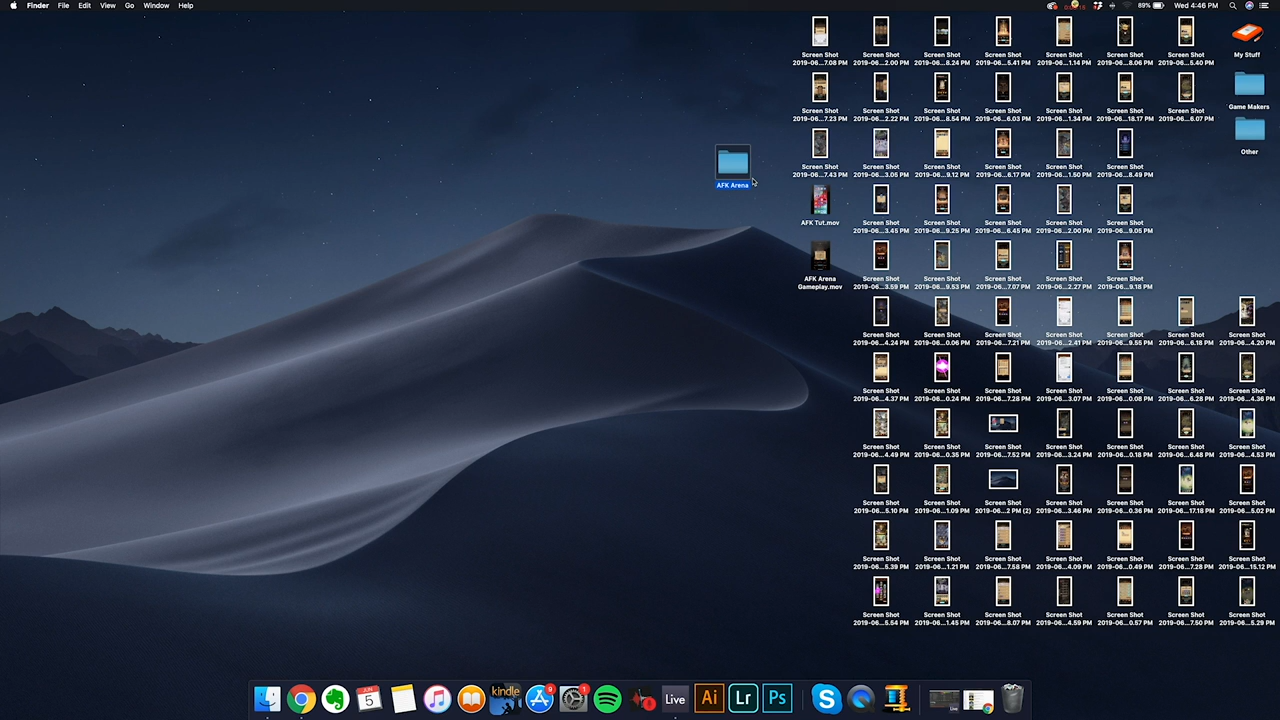 Finder File Edit View Go Window Help
89% Wed 4:46 PM
Screen Shot Screen Shot Screen Shot Screen Shot Screen Shot Screen Shot Screen Shot My Stuff
2019-06...7.08 PM 2019-06...2.00 PM 2019-06...8.24 PM 2019-06...5.41 PM 2019-06...1.14 PM 2019-06...8.06 PM 2019-06...5.40 PM
Game Makers
Screen Shot Screen Shot Screen Shot Screen Shot Screen Shot Screen Shot Screen Shot
2019-06...7.23 PM 2019-06...2.22 PM 2019-06...8.54 PM 2019-06...6.03 PM 2019-06...1.34 PM 2019-06...18.17 PM 2019-06...6.07 PM
Other
Screen Shot Screen Shot Screen Shot Screen Shot Screen Shot Screen Shot
2019-06...7.43 PM 2019-06...3.05 PM 2019-06...9.12 PM 2019-06...6.17 PM 2019-06...1.50 PM 2019-06...8.49 PM
AFK Arena
AFK Tut.mov Screen Shot Screen Shot Screen Shot Screen Shot Screen Shot
2019-06...3.45 PM 2019-06...9.25 PM 2019-06...6.45 PM 2019-06...2.00 PM 2019-06...9.05 PM
AFK Arena Screen Shot Screen Shot Screen Shot Screen Shot Screen Shot
Gameplay.mov 2019-06...3.59 PM 2019-06...9.53 PM 2019-06...7.07 PM 2019-06...2.27 PM 2019-06...9.18 PM
Screen Shot Screen Shot Screen Shot Screen Shot Screen Shot Screen Shot Screen Shot
2019-06...4.24 PM 2019-06...0.06 PM 2019-06...7.21 PM 2019-06...2.41 PM 2019-06...9.55 PM 2019-06...6.18 PM 2019-06...4.20 PM
Screen Shot Screen Shot Screen Shot Screen Shot Screen Shot Screen Shot Screen Shot
2019-06...4.37 PM 2019-06...0.24 PM 2019-06...7.28 PM 2019-06...3.07 PM 2019-06...0.08 PM 2019-06...6.28 PM 2019-06...4.36 PM
Screen Shot Screen Shot Screen Shot Screen Shot Screen Shot Screen Shot Screen Shot
2019-06...4.49 PM 2019-06...0.35 PM 2019-06...7.52 PM 2019-06...3.24 PM 2019-06...0.18 PM 2019-06...6.48 PM 2019-06...4.53 PM
Screen Shot Screen Shot Screen Shot Screen Shot Screen Shot Screen Shot Screen Shot
2019-06...5.10 PM 2019-06...1.09 PM 2019-06...2 PM (2) 2019-06...3.46 PM 2019-06...0.36 PM 2019-06...17.18 PM 2019-06...5.02 PM
Screen Shot Screen Shot Screen Shot Screen Shot Screen Shot Screen Shot Screen Shot
2019-06...5.39 PM 2019-06...1.21 PM 2019-06...7.58 PM 2019-06...4.09 PM 2019-06...0.49 PM 2019-06...7.28 PM 2019-06...15.12 PM
Screen Shot Screen Shot Screen Shot Screen Shot Screen Shot Screen Shot Screen Shot
2019-06...5.54 PM 2019-06...1.45 PM 2019-06...8.07 PM 2019-06...4.59 PM 2019-06...0.57 PM 2019-06...7.50 PM 2019-06...5.29 PM
JUN
5
kindle
9
1
Live
Ai
Lr
Ps
S